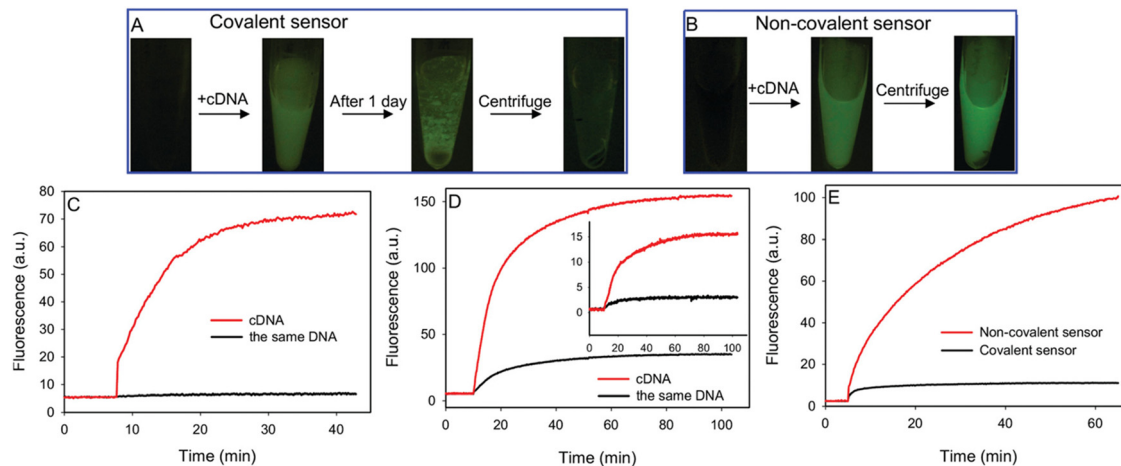 A
Covalent sensor
+cDNA
After 1 day
Centrifuge
B
Non-covalent sensor
+cDNA
Centrifuge
C
Fluorescence (a.u.)
80
70
60
50
40
30
20
10
0
cDNA
the same DNA
0
10
20
30
40
Time (min)
D
Fluorescence (a.u.)
150
100
50
0
15
10
5
0
0
20
40
60
80
100
cDNA
the same DNA
0
20
40
60
80
100
Time (min)
E
Fluorescence (a.u.)
100
80
60
40
20
0
Non-covalent sensor
Covalent sensor
0
20
40
60
Time (min)